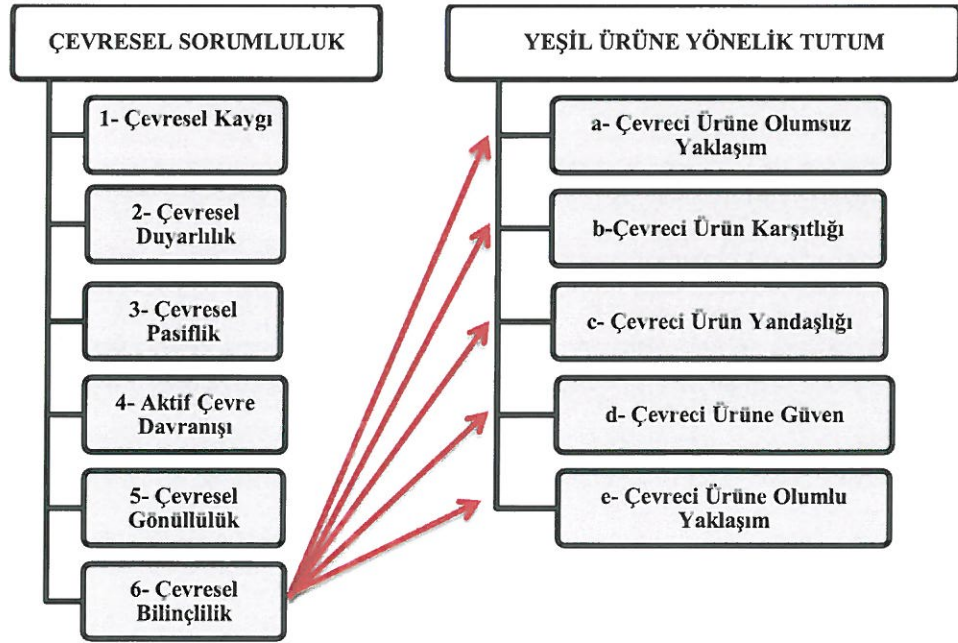 ÇEVRESEL SORUMLULUK
1- Çevresel Kaygı
2- Çevresel
Duyarlılık
3- Çevresel
Pasiflik
4- Aktif Çevre
Davranışı
5- Çevresel
Gönüllülük
6- Çevresel
Bilinçlilik
YEŞİL ÜRÜNE YÖNELİK TUTUM
a- Çevreci Ürüne Olumsuz
Yaklaşım
b-Çevreci Ürün Karşıtlığı
c- Çevreci Ürün Yandaşlığı
d- Çevreci Ürüne Güven
e- Çevreci Ürüne Olumlu
Yaklaşım